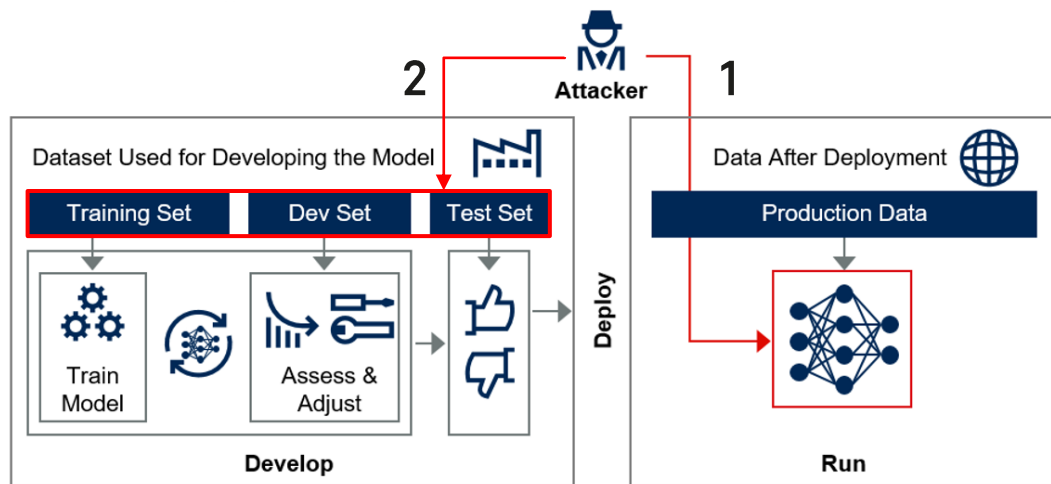 2
1
Attacker
Dataset Used for Developing the Model
Training Set
Dev Set
Test Set
Train
Model
Assess &
Adjust
Develop
Deploy
Data After Deployment
Production Data
Run